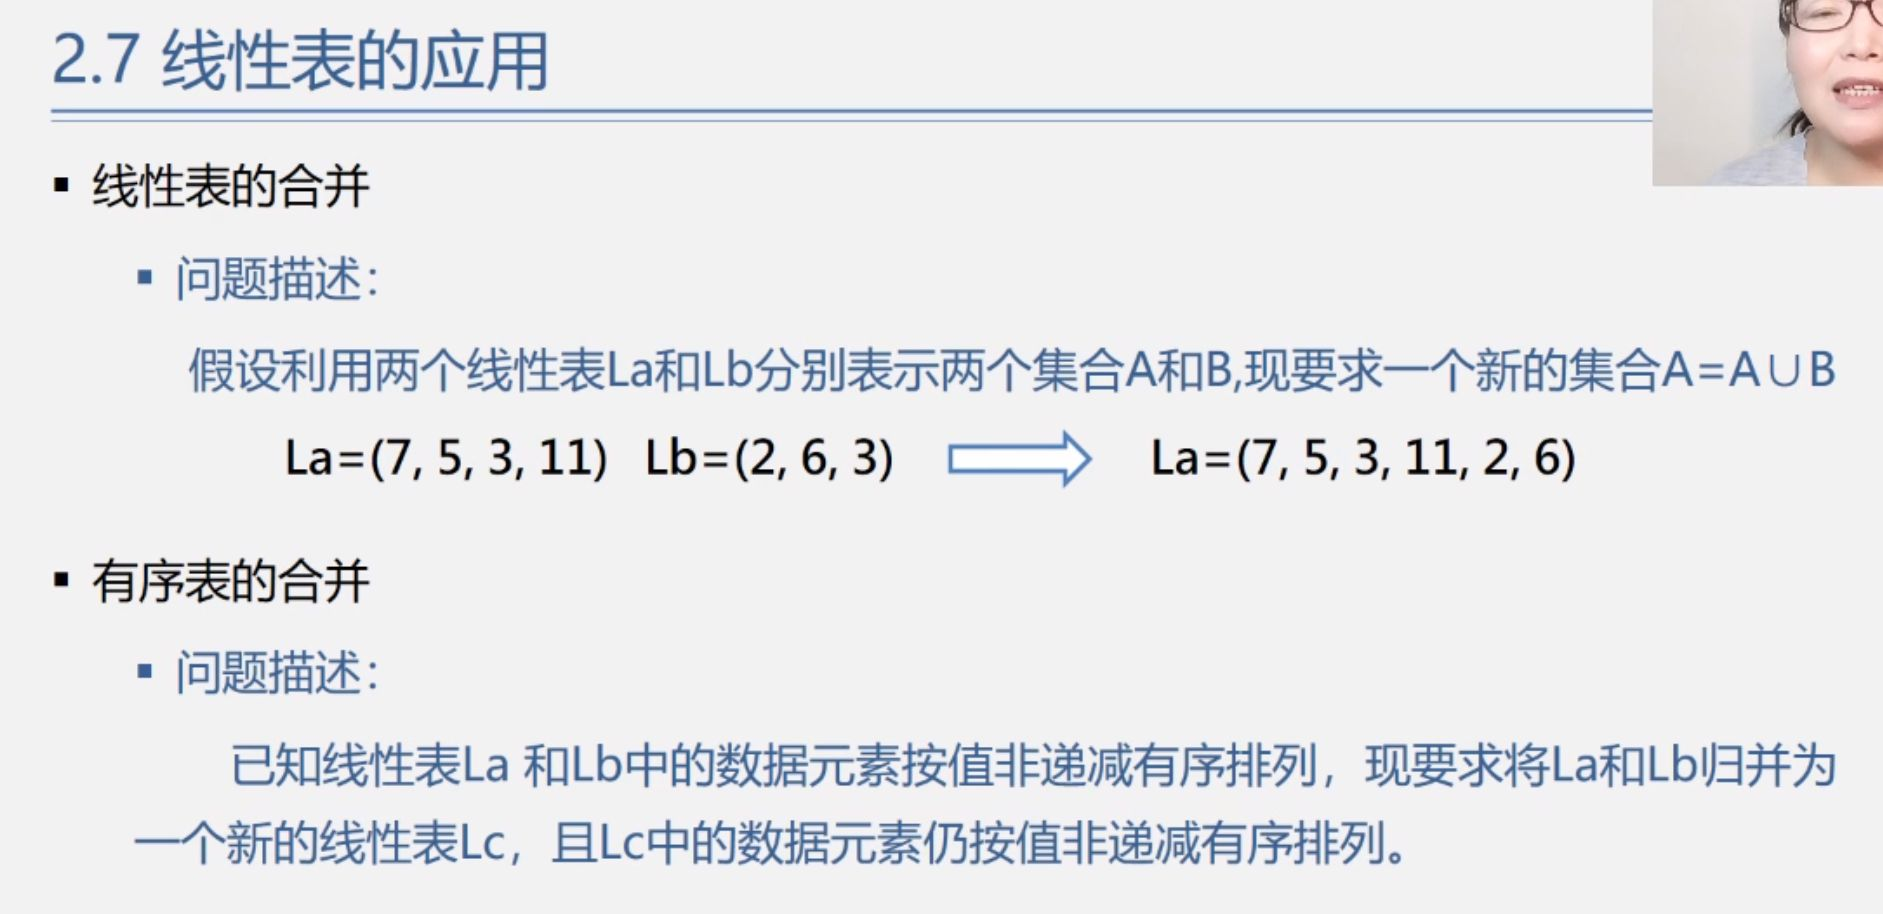 2.7 线性表的应用
▪ 线性表的合并
▪ 问题描述：
假设利用两个线性表La和Lb分别表示两个集合A和B,现要求一个新的集合A=A∪B
La=(7, 5, 3, 11) Lb=(2, 6, 3) La=(7, 5, 3, 11, 2, 6)
▪ 有序表的合并
▪ 问题描述：
已知线性表La 和Lb中的数据元素按值非递减有序排列，现要求将La和Lb归并为
一个新的线性表Lc，且Lc中的数据元素仍按值非递减有序排列。